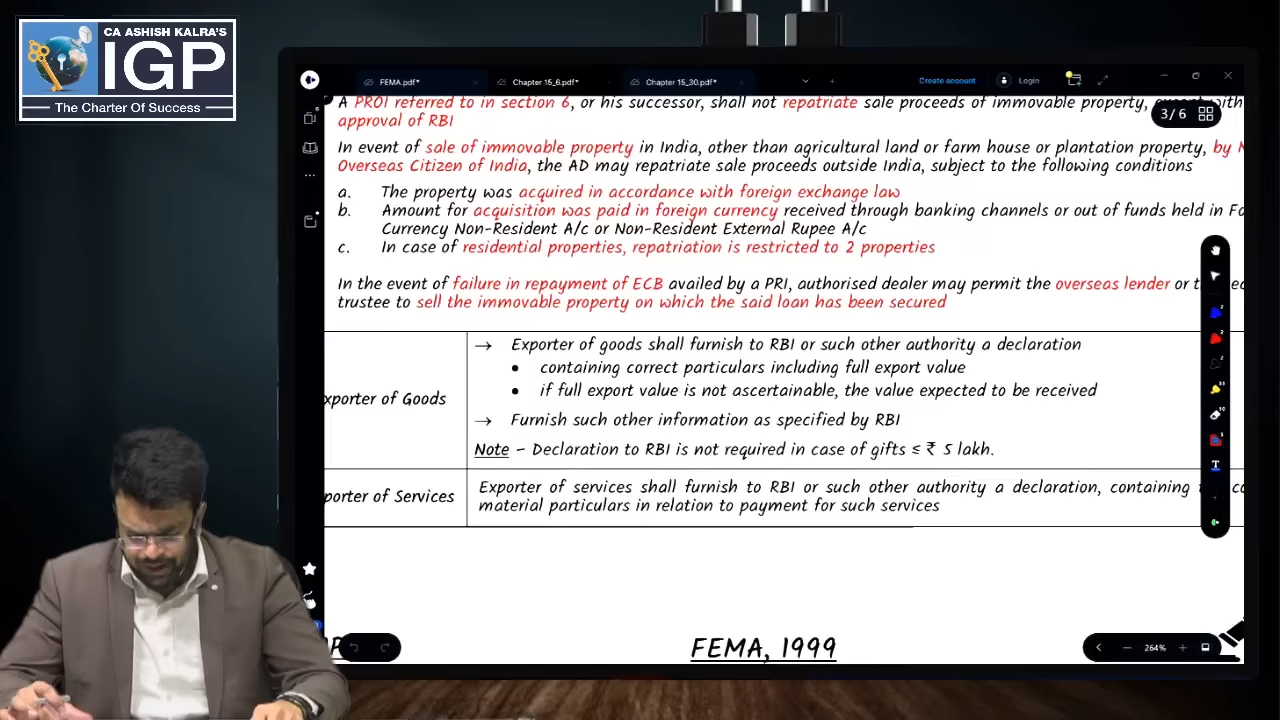 CA ASHISH KALRA'S
IGP
The Charter Of Success
FEMA.pdf*
Chapter 15_6.pdf*
Chapter 15_30.pdf*
Create account
Login
3/6
A PROI referred to in section 6, or his successor, shall not repatriate sale proceeds of immovable property,
approval of RBI
In event of sale of immovable property in India, other than agricultural land or farm house or plantation property, by
Overseas Citizen of India, the AD may repatriate sale proceeds outside India, subject to the following conditions
a. The property was acquired in accordance with foreign exchange law
b. Amount for acquisition was paid in foreign currency received through banking channels or out of funds held in
Currency Non-Resident A/c or Non-Resident External Rupee A/c
c. In case of residential properties, repatriation is restricted to 2 properties
In the event of failure in repayment of ECB availed by a PRI, authorised dealer may permit the overseas lender or
trustee to sell the immovable property on which the said loan has been secured
xporter of Goods
→ Exporter of goods shall furnish to RBI or such other authority a declaration
• containing correct particulars including full export value
• if full export value is not ascertainable, the value expected to be received
→ Furnish such other information as specified by RBI
Note – Declaration to RBI is not required in case of gifts ≤ ₹ 5 lakh.
porter of Services
Exporter of services shall furnish to RBI or such other authority a declaration, containing
material particulars in relation to payment for such services
FEMA, 1999
264%